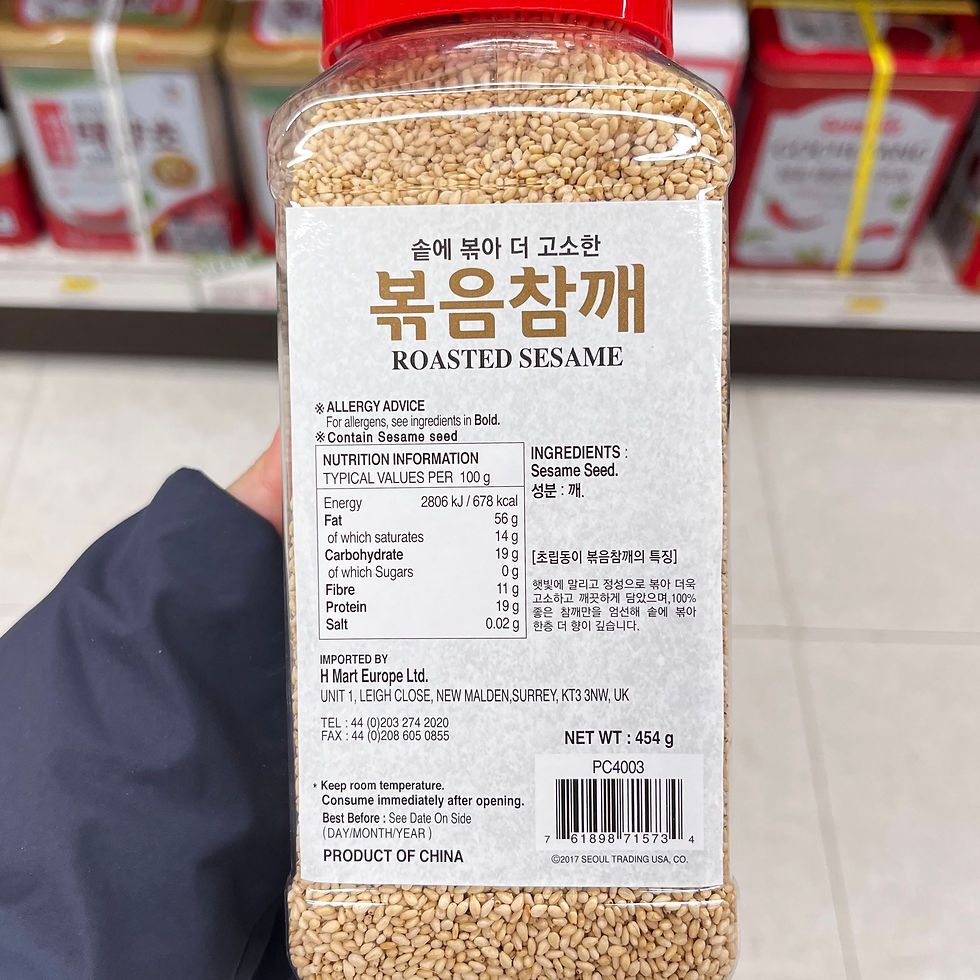 솥에 볶아 더 고소한
볶음참깨
ROASTED SESAME
※ ALLERGY ADVICE
For allergens, see ingredients in Bold.
※ Contain Sesame seed
NUTRITION INFORMATION
TYPICAL VALUES PER 100 g
Energy 2806 kJ / 678 kcal
Fat 56 g
of which saturates 14 g
Carbohydrate 19 g
of which Sugars 0 g
Fibre 11 g
Protein 19 g
Salt 0.02 g
INGREDIENTS :
Sesame Seed.
성분 : 깨.
[초립동이 볶음참깨의 특징]
햇빛에 말리고 정성으로 볶아 더욱
고소하고 깨끗하게 담았으며,100%
좋은 참깨만을 엄선해 솥에 볶아
한층 더 향이 깊습니다.
IMPORTED BY
H Mart Europe Ltd.
UNIT 1, LEIGH CLOSE, NEW MALDEN,SURREY, KT3 3NW, UK
TEL : 44 (0)203 274 2020
FAX : 44 (0)208 605 0855
NET WT : 454 g
PC4003
7 61898 71573 4
©2017 SEOUL TRADING USA, CO.
* Keep room temperature.
Consume immediately after opening.
Best Before : See Date On Side
(DAY/MONTH/YEAR )
PRODUCT OF CHINA
GOCHUJANG